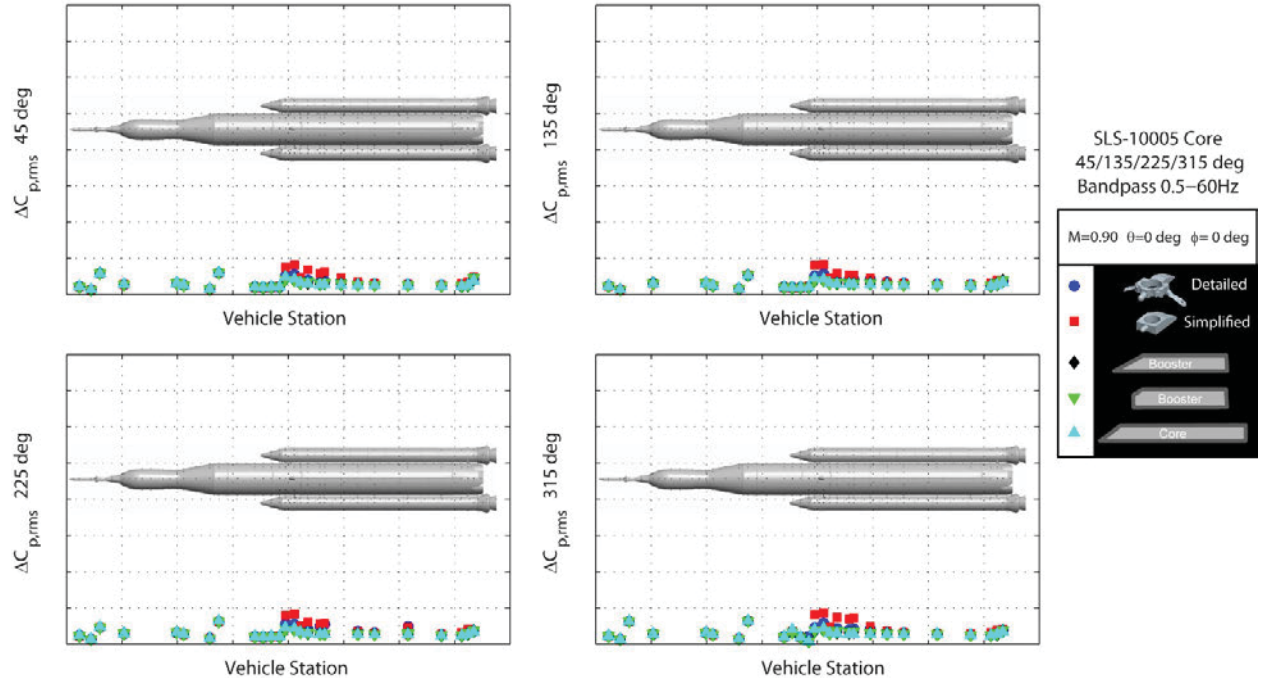 ΔC p,rms 45 deg
Vehicle Station
ΔC p,rms 135 deg
Vehicle Station
SLS-10005 Core
45/135/225/315 deg
Bandpass 0.5–60Hz
M=0.90 θ=0 deg ϕ= 0 deg
Detailed
Simplified
Booster
Booster
Core
ΔC p,rms 225 deg
Vehicle Station
ΔC p,rms 315 deg
Vehicle Station